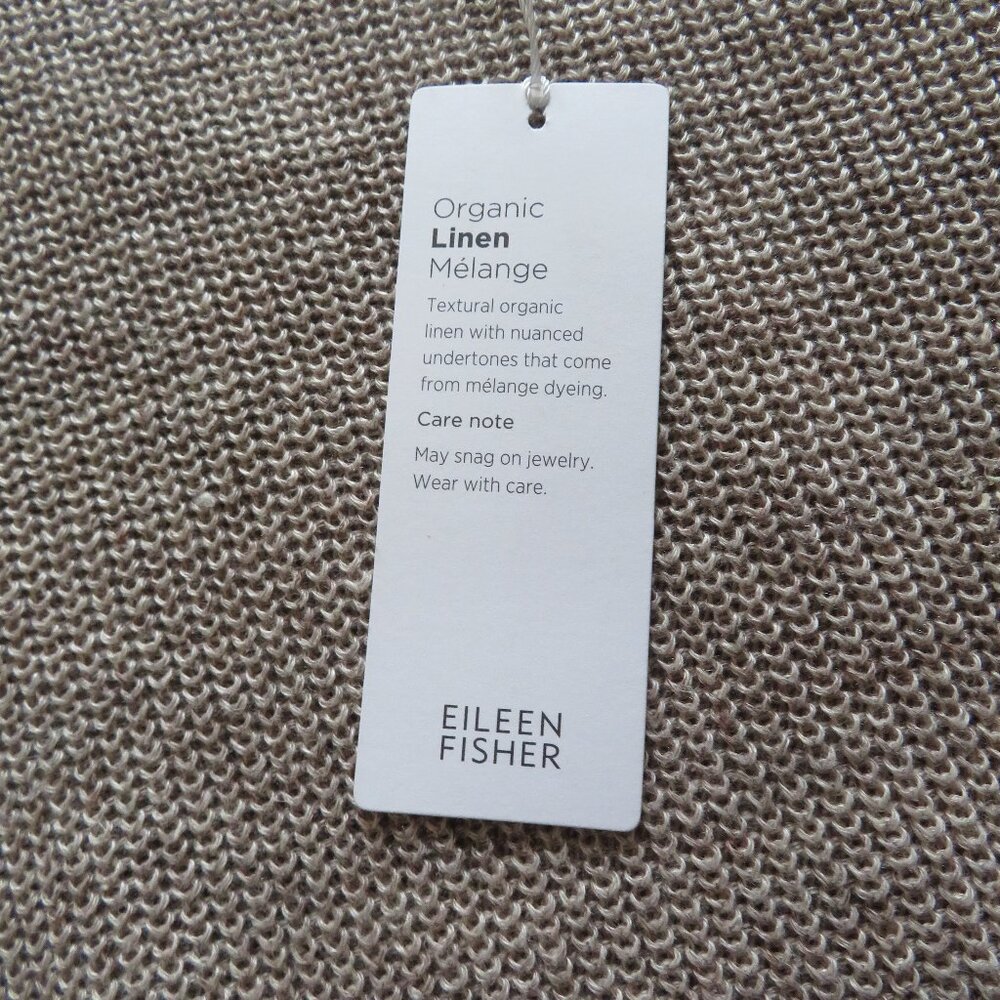 Organic
Linen
Mélange
Textural organic
linen with nuanced
undertones that come
from mélange dyeing.
Care note
May snag on jewelry.
Wear with care.
EILEEN
FISHER